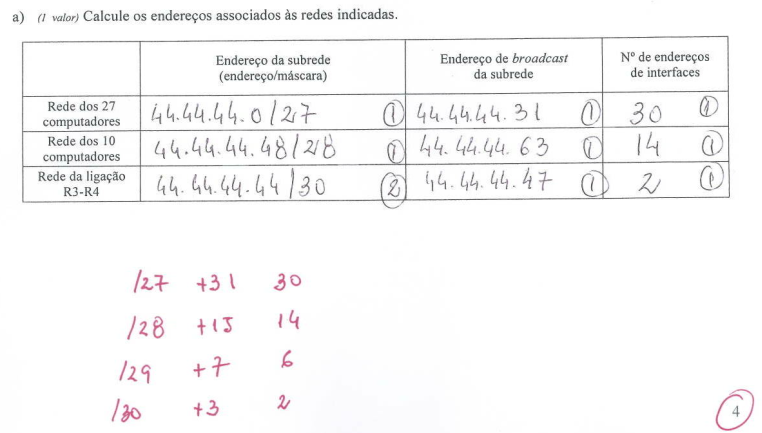 a) (1 valor) Calcule os endereços associados às redes indicadas.
Endereço da subrede (endereço/máscara) Endereço de broadcast da subrede Nº de endereços de interfaces
Rede dos 27 computadores 44.44.44.0/27 ① 44.44.44.31 ① 30 ①
Rede dos 10 computadores 44.44.44.48/28 ① 44.44.44.63 ① 14 ①
Rede da ligação R3-R4 44.44.44.44/30 ② 44.44.44.47 ① 2 ①
/27 +31 30
/28 +15 14
/29 +7 6
/30 +3 2
4